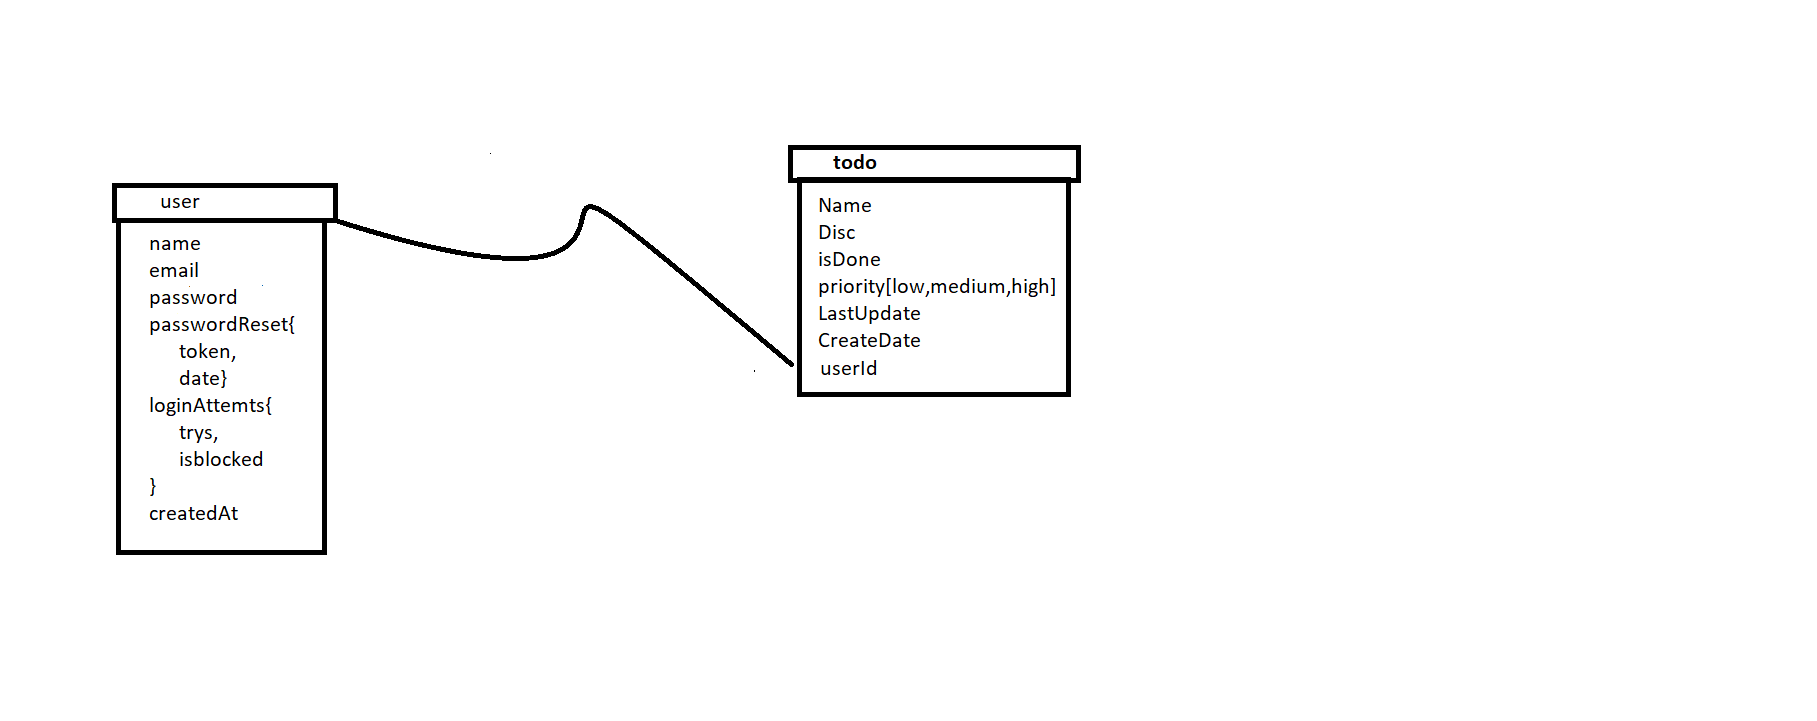 user
name
email
password
passwordReset{
token,
date}
loginAttemts{
trys,
isblocked
}
createdAt
todo
Name
Disc
isDone
priority[low,medium,high]
LastUpdate
CreateDate
userId